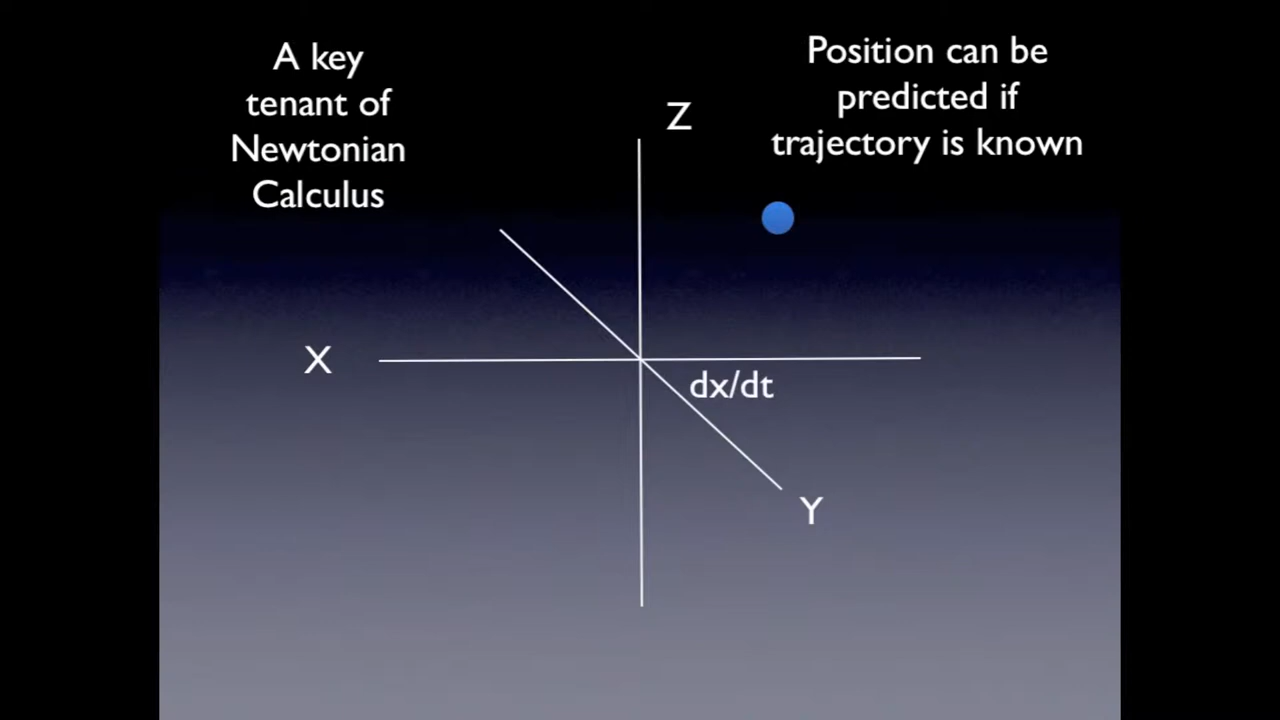 A key
tenant of
Newtonian
Calculus
Position can be
predicted if
trajectory is known
Z
X
dx/dt
Y